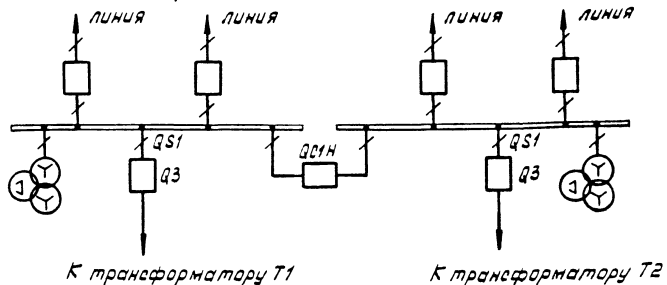 линия
линия
линия
линия
QS1
Q3
QC1H
QS1
Q3
К трансформатору Т1
К трансформатору Т2